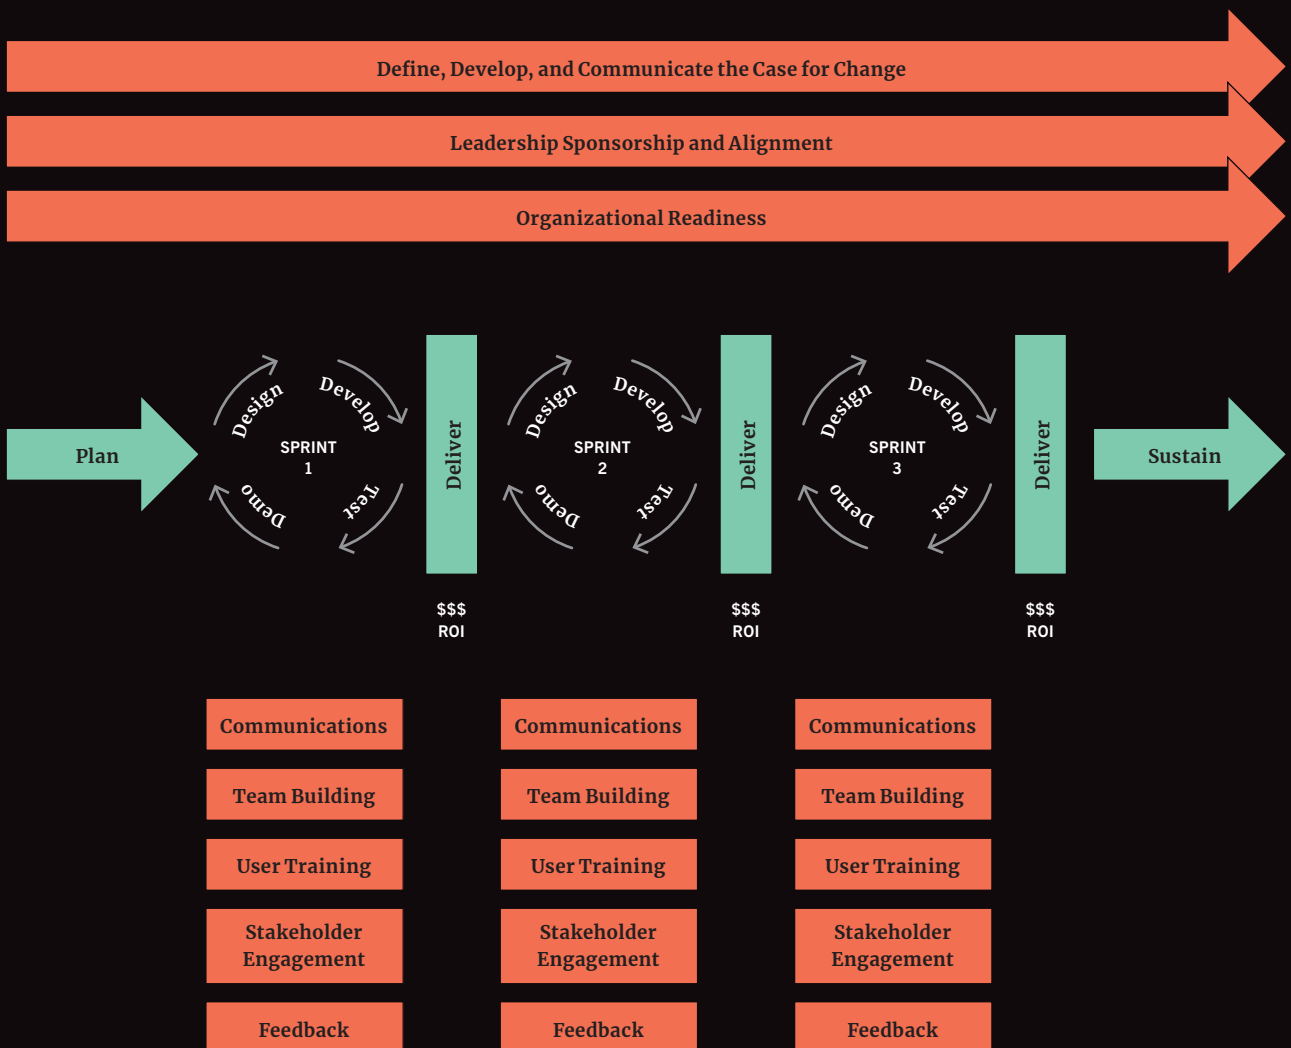 Define, Develop, and Communicate the Case for Change
Leadership Sponsorship and Alignment
Organizational Readiness
Plan
Design
Develop
SPRINT
1
Test
Demo
Deliver
$$$
ROI
Design
Develop
SPRINT
2
Test
Demo
Deliver
$$$
ROI
Design
Develop
SPRINT
3
Test
Demo
Deliver
$$$
ROI
Sustain
Communications
Team Building
User Training
Stakeholder
Engagement
Feedback
Communications
Team Building
User Training
Stakeholder
Engagement
Feedback
Communications
Team Building
User Training
Stakeholder
Engagement
Feedback